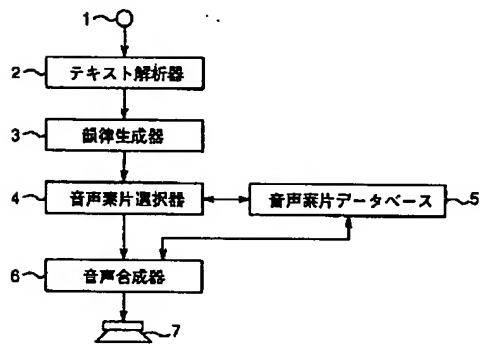 1
2 テキスト解析器
3 韻律生成器
4 音声素片選択器
音声素片データベース 5
6 音声合成器
7